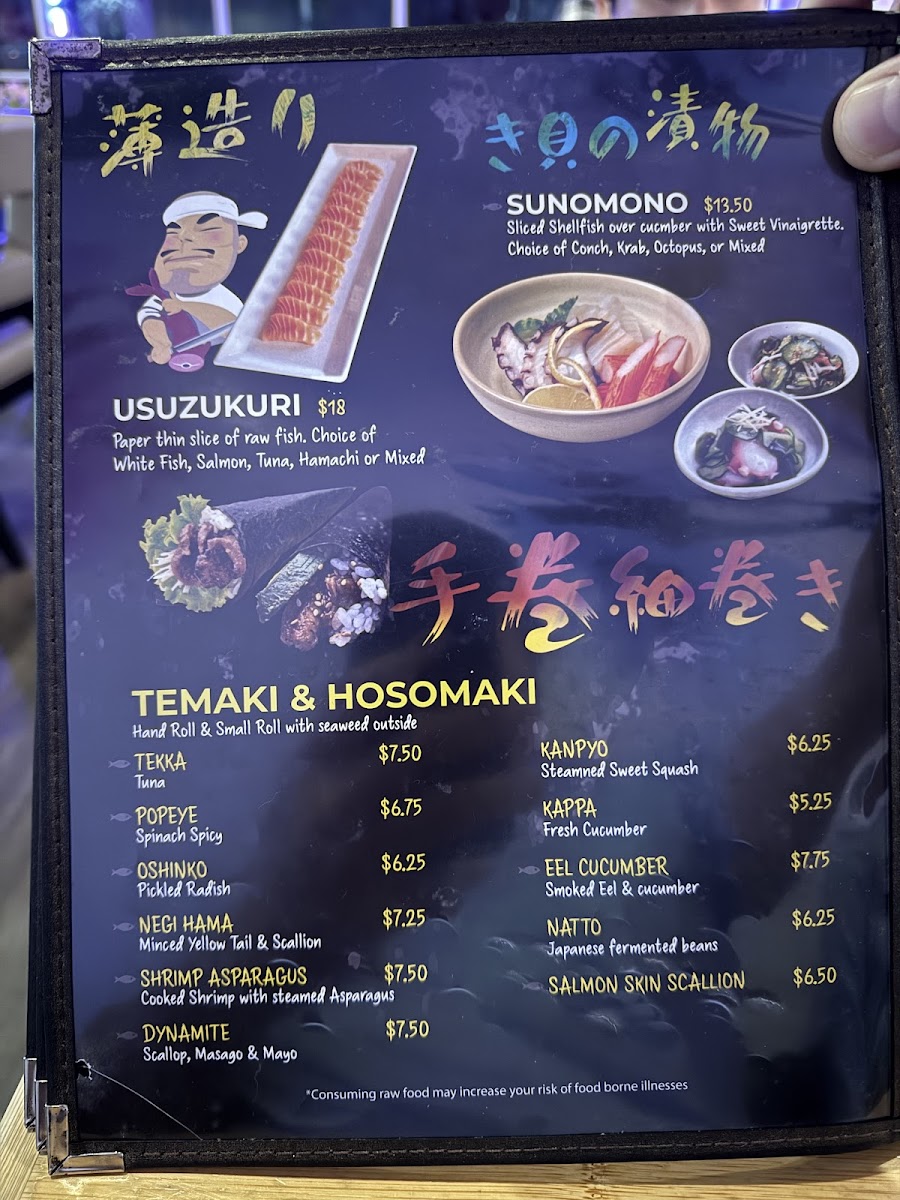 薄造り
き貝の漬物
SUNOMONO $13.50
Sliced Shellfish over cucmber with Sweet Vinaigrette.
Choice of Conch, Krab, Octopus, or Mixed
USUZUKURI $18
Paper thin slice of raw fish. Choice of
White Fish, Salmon, Tuna, Hamachi or Mixed
手巻細巻き
TEMAKI & HOSOMAKI
Hand Roll & Small Roll with seaweed outside
TEKKA $7.50
Tuna
POPEYE $6.75
Spinach Spicy
OSHINKO $6.25
Pickled Radish
NEGI HAMA $7.25
Minced Yellow Tail & Scallion
SHRIMP ASPARAGUS $7.50
Cooked Shrimp with steamed Asparagus
DYNAMITE $7.50
Scallop, Masago & Mayo
KANPYO $6.25
Steamned Sweet Squash
KAPPA $5.25
Fresh Cucumber
EEL CUCUMBER $7.75
Smoked Eel & cucumber
NATTO $6.25
Japanese fermented beans
SALMON SKIN SCALLION $6.50
*Consuming raw food may increase your risk of food borne illnesses